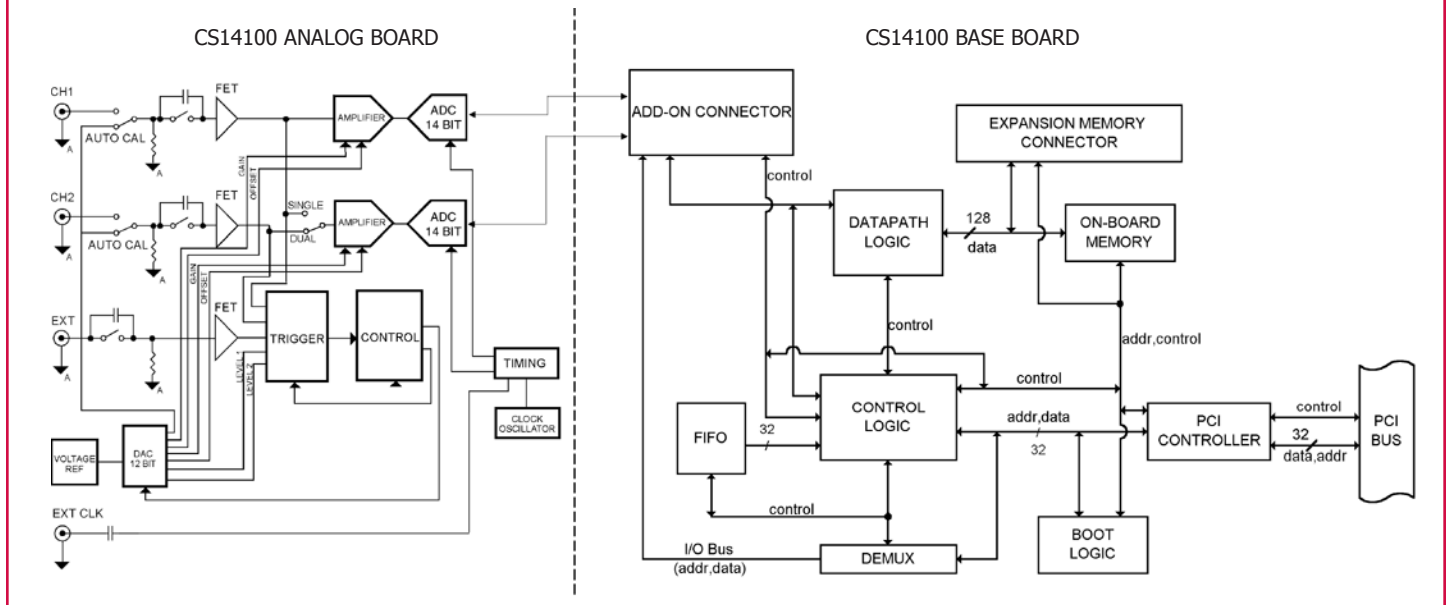 CS14100 ANALOG BOARD
CH1
A
AUTO CAL
A
FET
AMPLIFIER
ADC
14 BIT
GAIN
OFFSET
CH2
A
AUTO CAL
A
FET
SINGLE
DUAL
AMPLIFIER
ADC
14 BIT
GAIN
OFFSET
EXT
A
A
FET
TRIGGER
CONTROL
LEVEL 1
LEVEL 2
TIMING
CLOCK
OSCILLATOR
VOLTAGE
REF
DAC
12 BIT
EXT CLK
CS14100 BASE BOARD
ADD-ON CONNECTOR
EXPANSION MEMORY
CONNECTOR
control
DATAPATH
LOGIC
128
data
ON-BOARD
MEMORY
control
addr,control
control
FIFO
32
CONTROL
LOGIC
addr,data
32
PCI
CONTROLLER
control
32
data,addr
PCI
BUS
control
I/O Bus
(addr,data)
DEMUX
BOOT
LOGIC